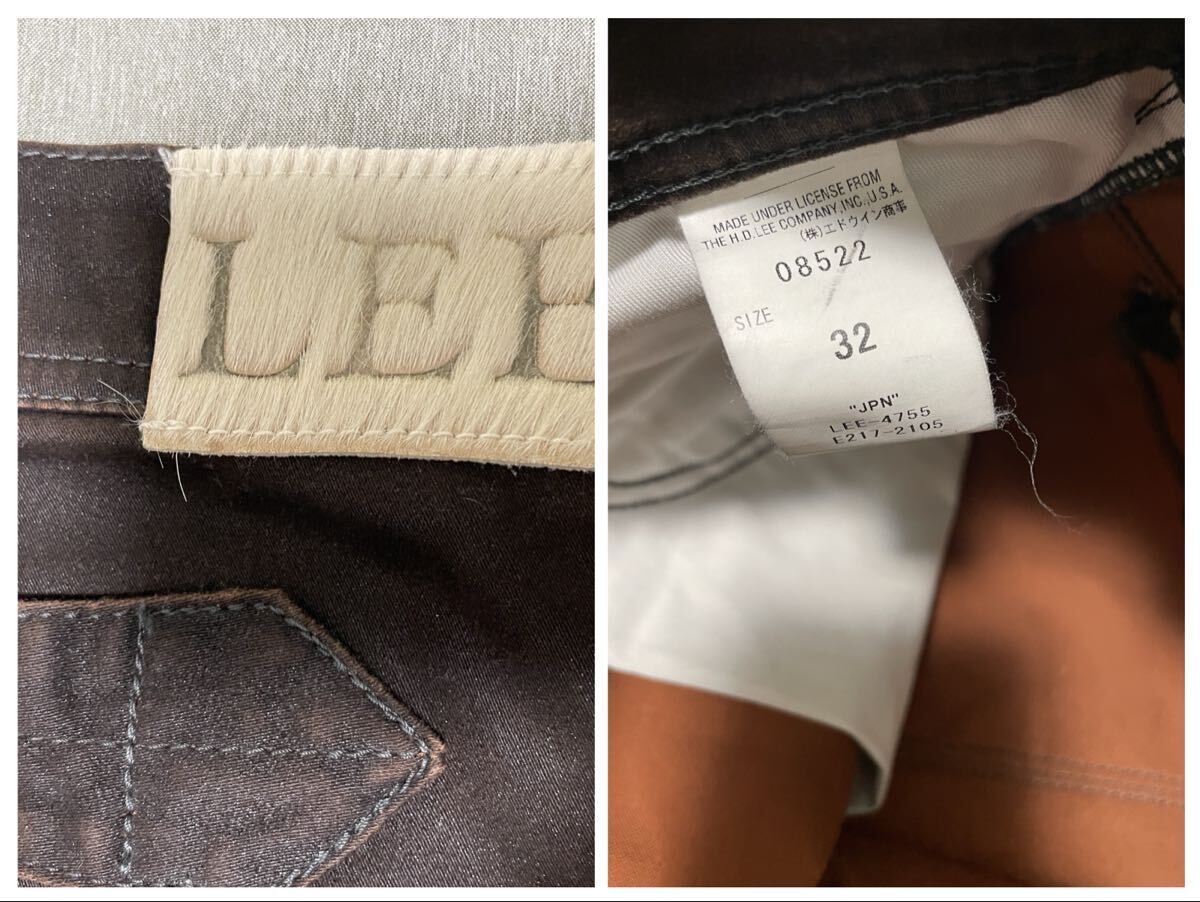 LEE
MADE UNDER LICENSE FROM
THE H.D.LEE COMPANY,INC.,U.S.A.
(株)エドウイン商事
08522
SIZE
32
"JPN"
LEE-4755
E217-2105